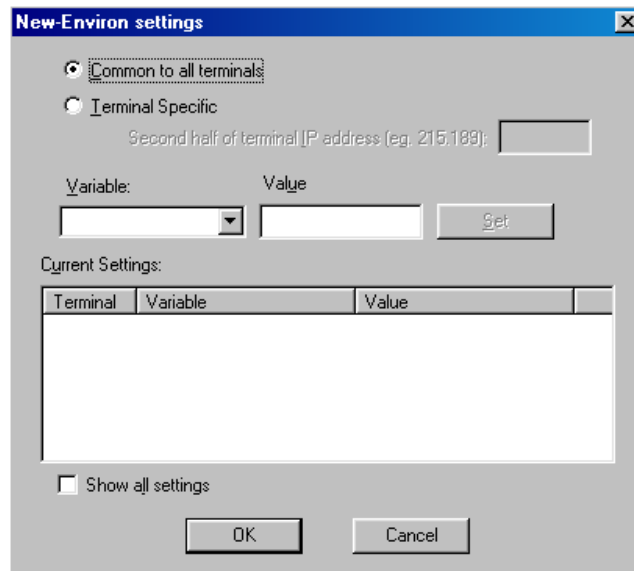 New-Environ settings
Common to all terminals
Terminal Specific
Second half of terminal IP address (eg. 215.189):
Variable: Value
Set
Current Settings:
Terminal Variable Value
Show all settings
OK Cancel